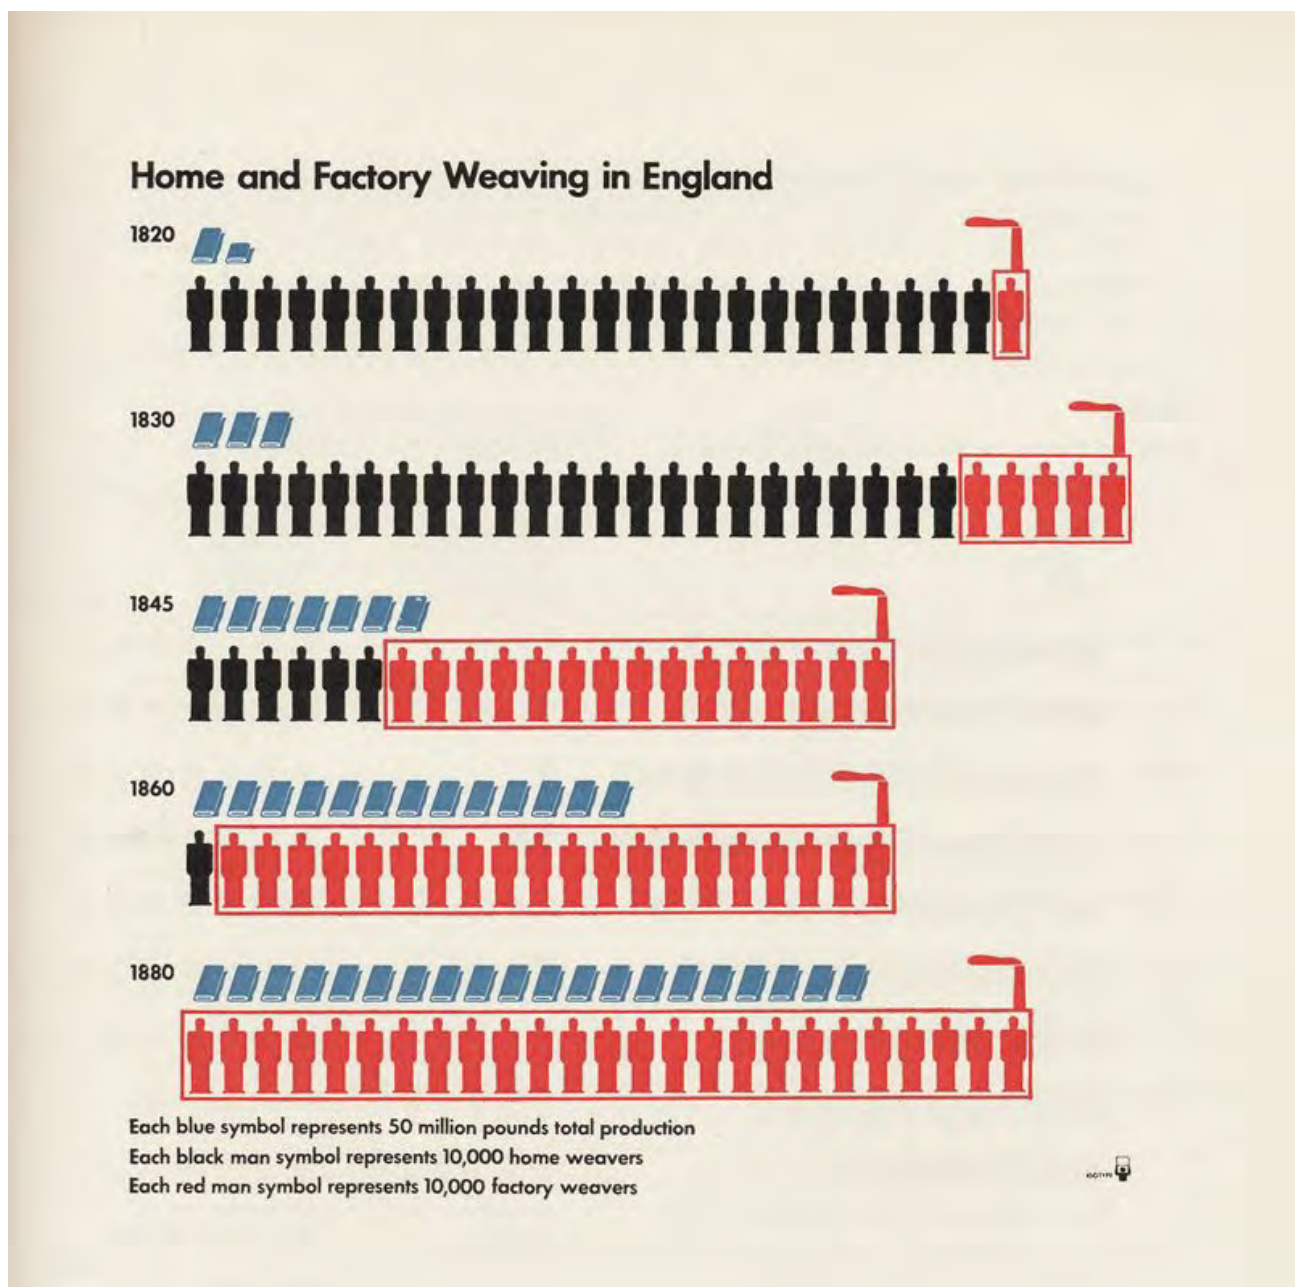 Home and Factory Weaving in England
1820
1830
1845
1860
1880
Each blue symbol represents 50 million pounds total production
Each black man symbol represents 10,000 home weavers
Each red man symbol represents 10,000 factory weavers
ISOTYPE